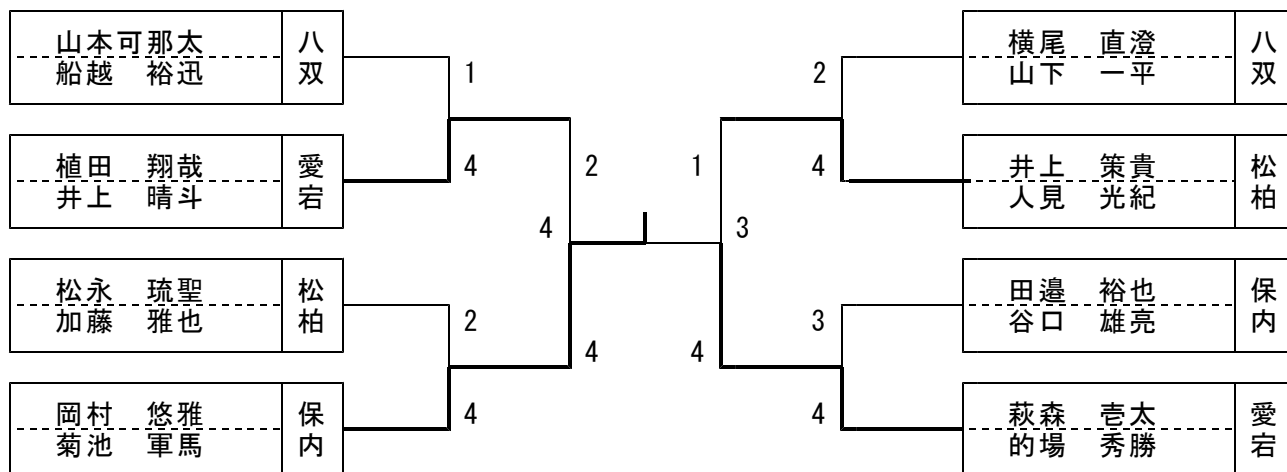 山本可那太
船越　裕迅
八双
1
植田　翔哉
井上　晴斗
愛宕
4
松永　琉聖
加藤　雅也
松柏
2
岡村　悠雅
菊池　軍馬
保内
4
2
4
4
1
3
4
横尾　直澄
山下　一平
八双
2
井上　策貴
人見　光紀
松柏
4
田邉　裕也
谷口　雄亮
保内
3
萩森　壱太
的場　秀勝
愛宕
4